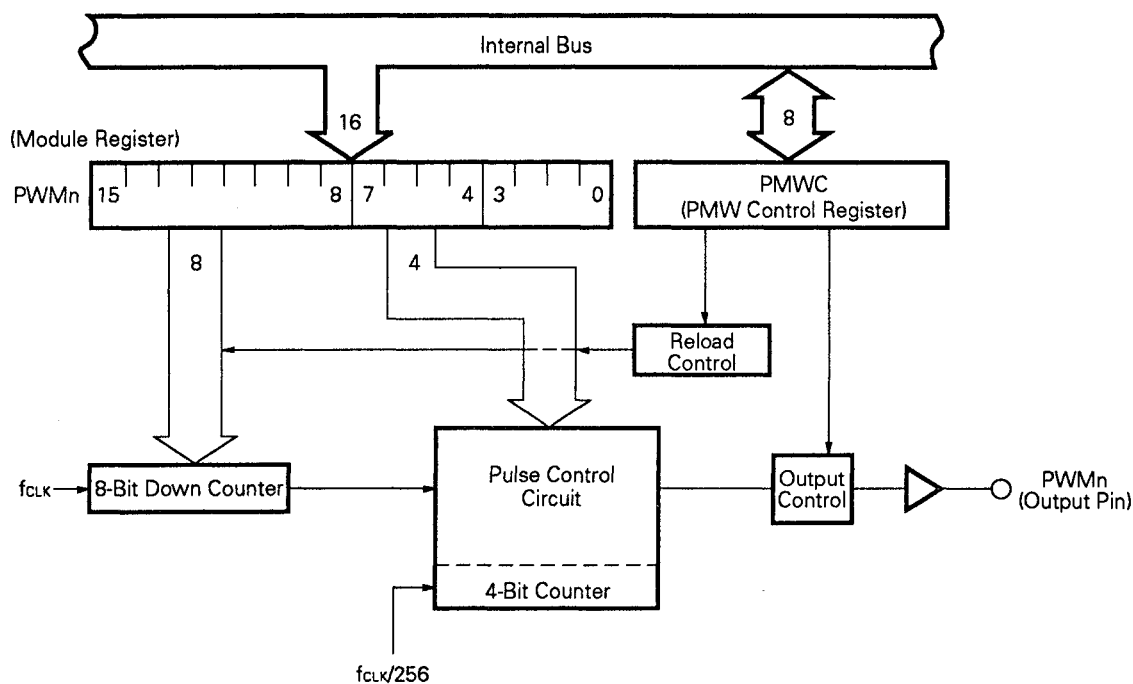 Internal Bus
16
8
(Module Register)
PWMn
15 8 7 4 3 0
PMWC
(PMW Control Register)
8
4
Reload
Control
fCLK
8-Bit Down Counter
Pulse Control
Circuit
Output
Control
PWMn
(Output Pin)
4-Bit Counter
fCLK/256